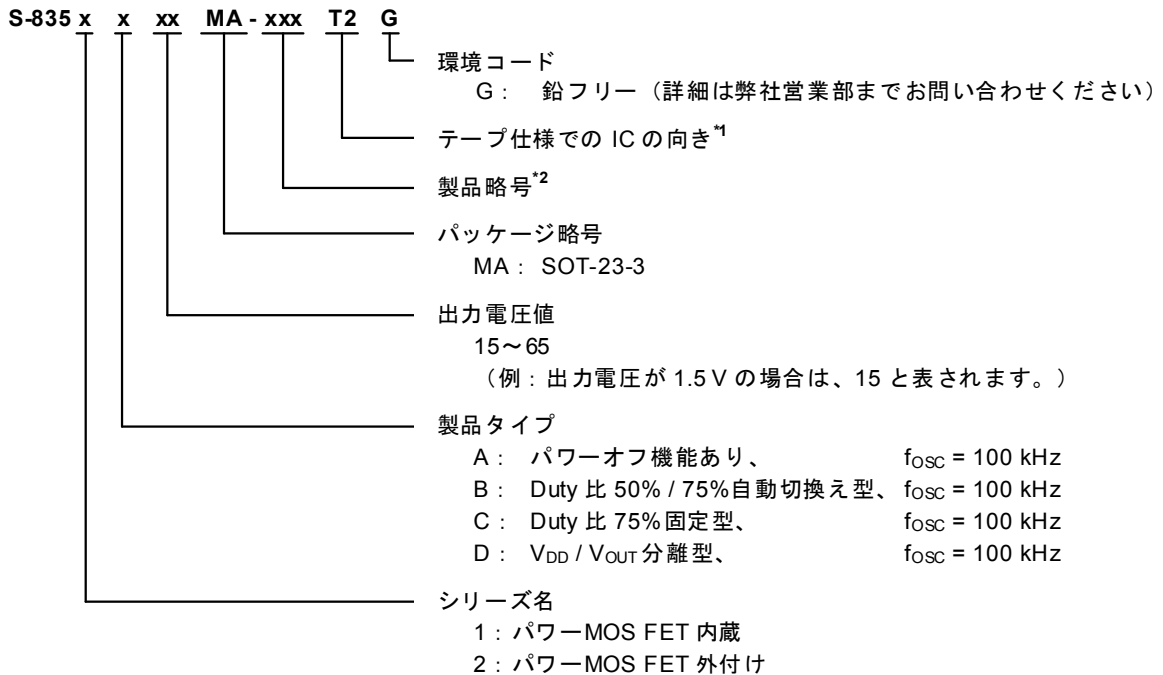 S-835 x x xx MA - xxx T2 G
環境コード
G： 鉛フリー（詳細は弊社営業部までお問い合わせください）
テープ仕様での IC の向き*1
製品略号*2
パッケージ略号
MA： SOT-23-3
出力電圧値
15～65
（例：出力電圧が 1.5 V の場合は、15 と表されます。）
製品タイプ
A： パワーオフ機能あり、 fOSC = 100 kHz
B： Duty 比 50% / 75%自動切換え型、 fOSC = 100 kHz
C： Duty 比 75%固定型、 fOSC = 100 kHz
D： VDD / VOUT 分離型、 fOSC = 100 kHz
シリーズ名
1：パワーMOS FET 内蔵
2：パワーMOS FET 外付け